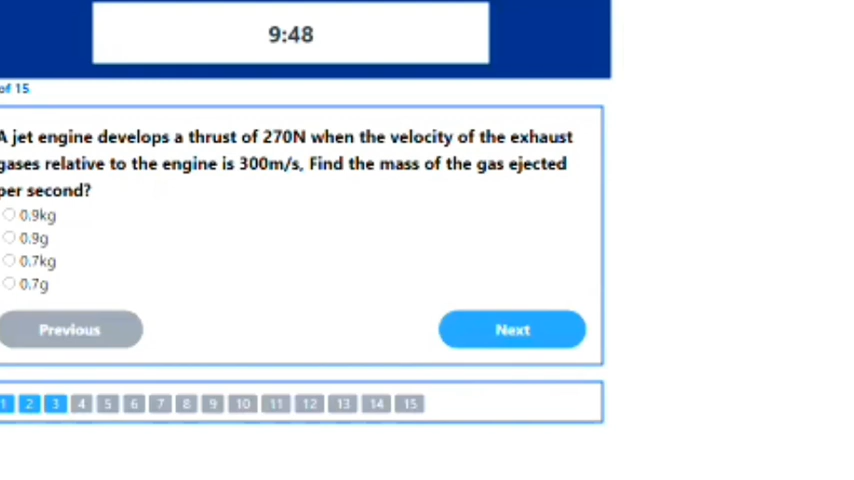 9:48
of 15
A jet engine develops a thrust of 270N when the velocity of the exhaust
gases relative to the engine is 300m/s, Find the mass of the gas ejected
per second?
0.9kg
0.9g
0.7kg
0.7g
Previous Next
1 2 3 4 5 6 7 8 9 10 11 12 13 14 15